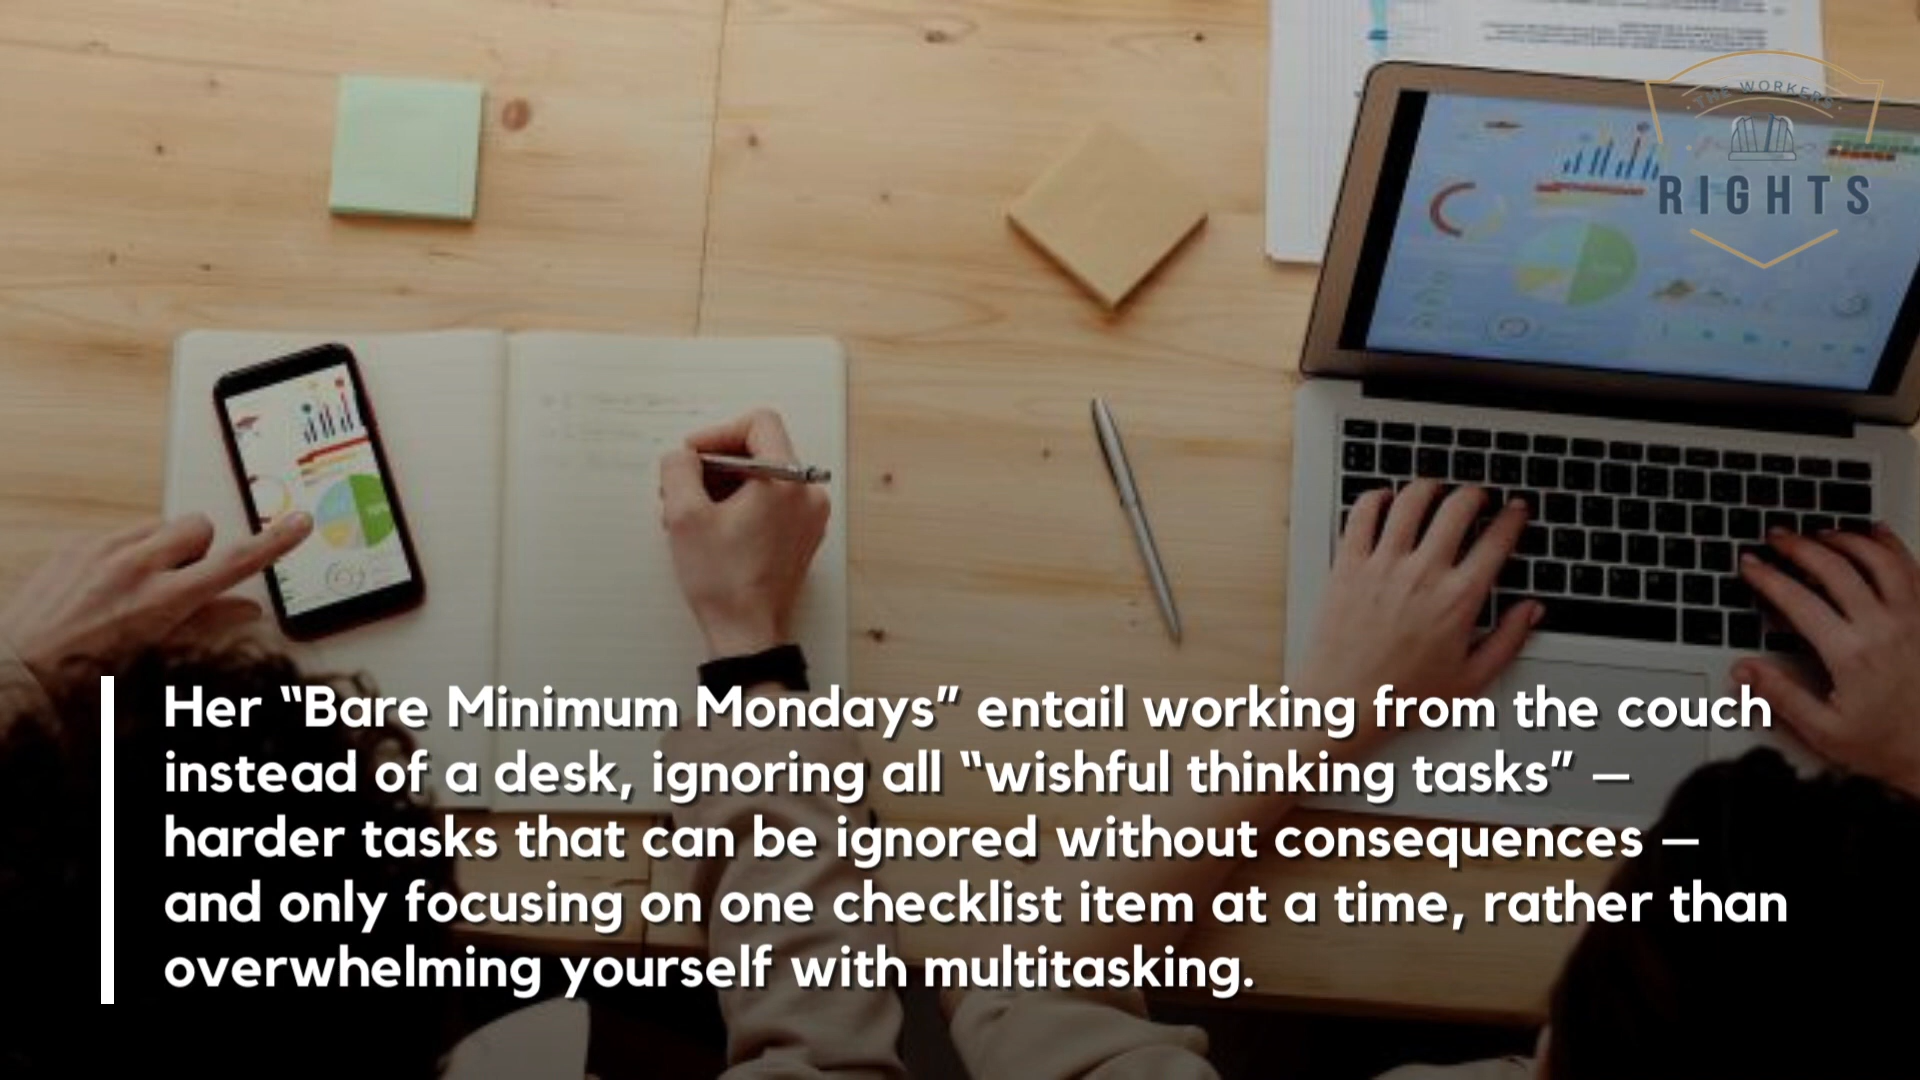 THE WORKERS
RIGHTS
Her “Bare Minimum Mondays” entail working from the couch
instead of a desk, ignoring all “wishful thinking tasks” —
harder tasks that can be ignored without consequences —
and only focusing on one checklist item at a time, rather than
overwhelming yourself with multitasking.